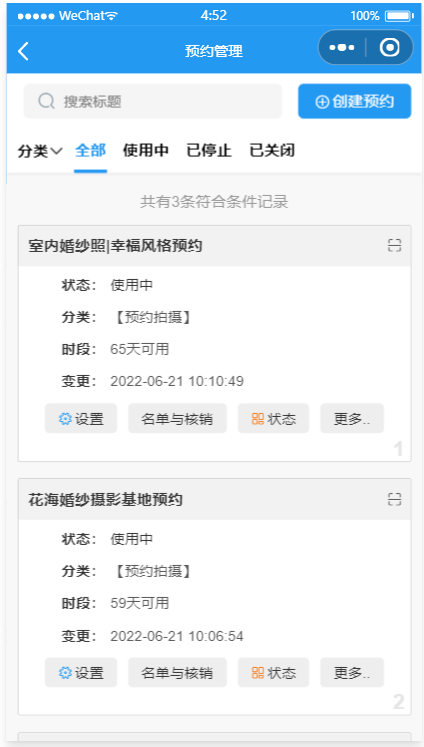 WeChat 4:52 100%
预约管理
搜索标题 创建预约
分类 全部 使用中 已停止 已关闭
共有3条符合条件记录
室内婚纱照|幸福风格预约
状态： 使用中
分类： 【预约拍摄】
时段： 65天可用
变更： 2022-06-21 10:10:49
设置 名单与核销 状态 更多..
1
花海婚纱摄影基地预约
状态： 使用中
分类： 【预约拍摄】
时段： 59天可用
变更： 2022-06-21 10:06:54
设置 名单与核销 状态 更多..
2